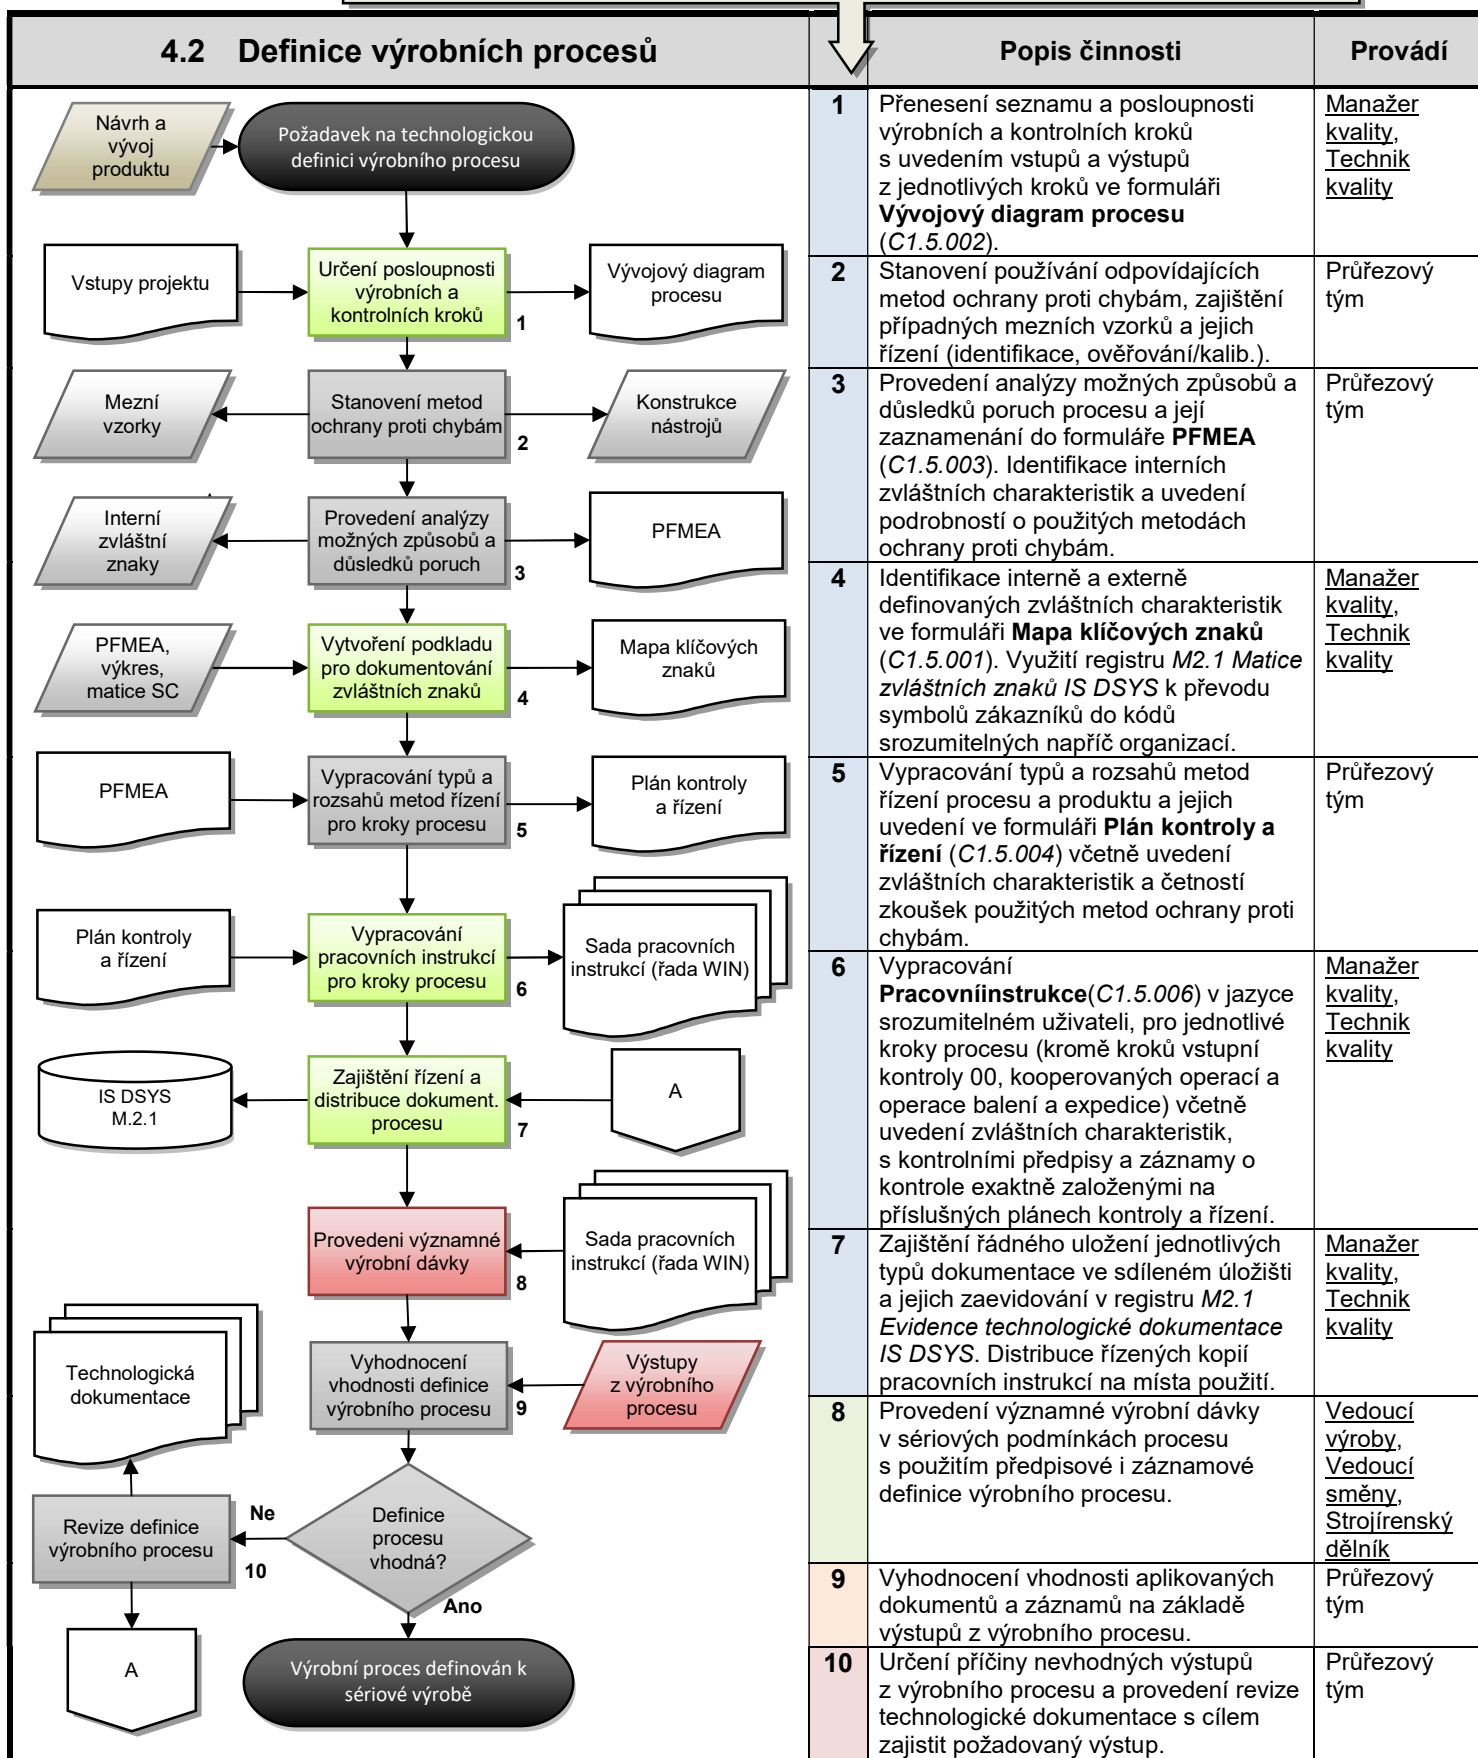 4.2 Definice výrobních procesů
Popis činnosti
Provádí
Návrh a
vývoj
produktu
Požadavek na technologickou
definici výrobního procesu
Vstupy projektu
Určení posloupnosti
výrobních a
kontrolních kroků
1
Vývojový diagram
procesu
Mezní
vzorky
Stanovení metod
ochrany proti chybám
2
Konstrukce
nástrojů
Interní
zvláštní
znaky
Provedení analýzy
možných způsobů a
důsledků poruch
3
PFMEA
PFMEA,
výkres,
matice SC
Vytvoření podkladu
pro dokumentování
zvláštních znaků
4
Mapa klíčových
znaků
PFMEA
Vypracování typů a
rozsahů metod řízení
pro kroky procesu
5
Plán kontroly
a řízení
Plán kontroly
a řízení
Vypracování
pracovních instrukcí
pro kroky procesu
6
Sada pracovních
instrukcí (řada WIN)
IS DSYS
M.2.1
Zajištění řízení a
distribuce dokument.
procesu
7
A
Provedeni významné
výrobní dávky
8
Sada pracovních
instrukcí (řada WIN)
Technologická
dokumentace
Vyhodnocení
vhodnosti definice
výrobního procesu
9
Výstupy
z výrobního
procesu
Revize definice
výrobního procesu
10
Ne
Definice
procesu
vhodná?
Ano
A
Výrobní proces definován k
sériové výrobě
1
Přenesení seznamu a posloupnosti
výrobních a kontrolních kroků
s uvedením vstupů a výstupů
z jednotlivých kroků ve formuláři
Vývojový diagram procesu
(C1.5.002).
Manažer
kvality,
Technik
kvality
2
Stanovení používání odpovídajících
metod ochrany proti chybám, zajištění
případných mezních vzorků a jejich
řízení (identifikace, ověřování/kalib.).
Průřezový
tým
3
Provedení analýzy možných způsobů a
důsledků poruch procesu a její
zaznamenání do formuláře PFMEA
(C1.5.003). Identifikace interních
zvláštních charakteristik a uvedení
podrobností o použitých metodách
ochrany proti chybám.
Průřezový
tým
4
Identifikace interně a externě
definovaných zvláštních charakteristik
ve formuláři Mapa klíčových znaků
(C1.5.001). Využití registru M2.1 Matice
zvláštních znaků IS DSYS k převodu
symbolů zákazníků do kódů
srozumitelných napříč organizací.
Manažer
kvality,
Technik
kvality
5
Vypracování typů a rozsahů metod
řízení procesu a produktu a jejich
uvedení ve formuláři Plán kontroly a
řízení (C1.5.004) včetně uvedení
zvláštních charakteristik a četností
zkoušek použitých metod ochrany proti
chybám.
Průřezový
tým
6
Vypracování
Pracovníinstrukce(C1.5.006) v jazyce
srozumitelném uživateli, pro jednotlivé
kroky procesu (kromě kroků vstupní
kontroly 00, kooperovaných operací a
operace balení a expedice) včetně
uvedení zvláštních charakteristik,
s kontrolními předpisy a záznamy o
kontrole exaktně založenými na
příslušných plánech kontroly a řízení.
Manažer
kvality,
Technik
kvality
7
Zajištění řádného uložení jednotlivých
typů dokumentace ve sdíleném úložišti
a jejich zaevidování v registru M2.1
Evidence technologické dokumentace
IS DSYS. Distribuce řízených kopií
pracovních instrukcí na místa použití.
Manažer
kvality,
Technik
kvality
8
Provedení významné výrobní dávky
v sériových podmínkách procesu
s použitím předpisové i záznamové
definice výrobního procesu.
Vedoucí
výroby,
Vedoucí
směny,
Strojírenský
dělník
9
Vyhodnocení vhodnosti aplikovaných
dokumentů a záznamů na základě
výstupů z výrobního procesu.
Průřezový
tým
10
Určení příčiny nevhodných výstupů
z výrobního procesu a provedení revize
technologické dokumentace s cílem
zajistit požadovaný výstup.
Průřezový
tým